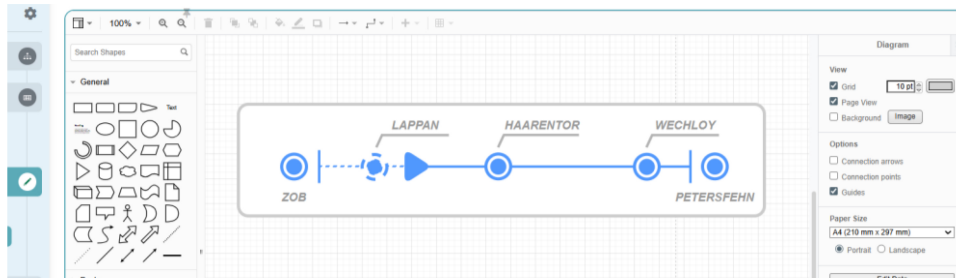 100%
Search Shapes
General
Text
LAPPAN
HAARENTOR
WECHLOY
ZOB
PETERSFEHN
Diagram
View
Grid
10 pt
Page View
Background
Image
Options
Connection arrows
Connection points
Guides
Paper Size
A4 (210 mm x 297 mm)
Portrait
Landscape